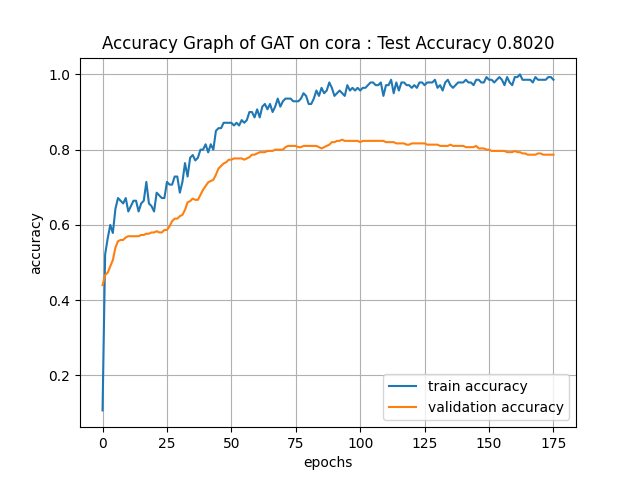 Accuracy Graph of GAT on cora : Test Accuracy 0.8020
1.0
0.8
0.6
0.4
0.2
accuracy
train accuracy
validation accuracy
0 25 50 75 100 125 150 175
epochs